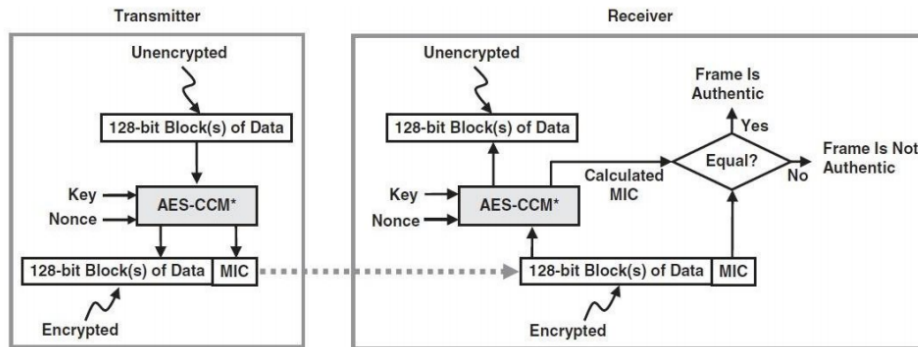 Transmitter
Unencrypted
128-bit Block(s) of Data
Key
Nonce
AES-CCM*
128-bit Block(s) of Data
MIC
Encrypted
Receiver
Unencrypted
128-bit Block(s) of Data
Key
Nonce
AES-CCM*
Calculated
MIC
Frame Is
Authentic
Yes
Equal?
No
Frame Is Not
Authentic
128-bit Block(s) of Data
MIC
Encrypted